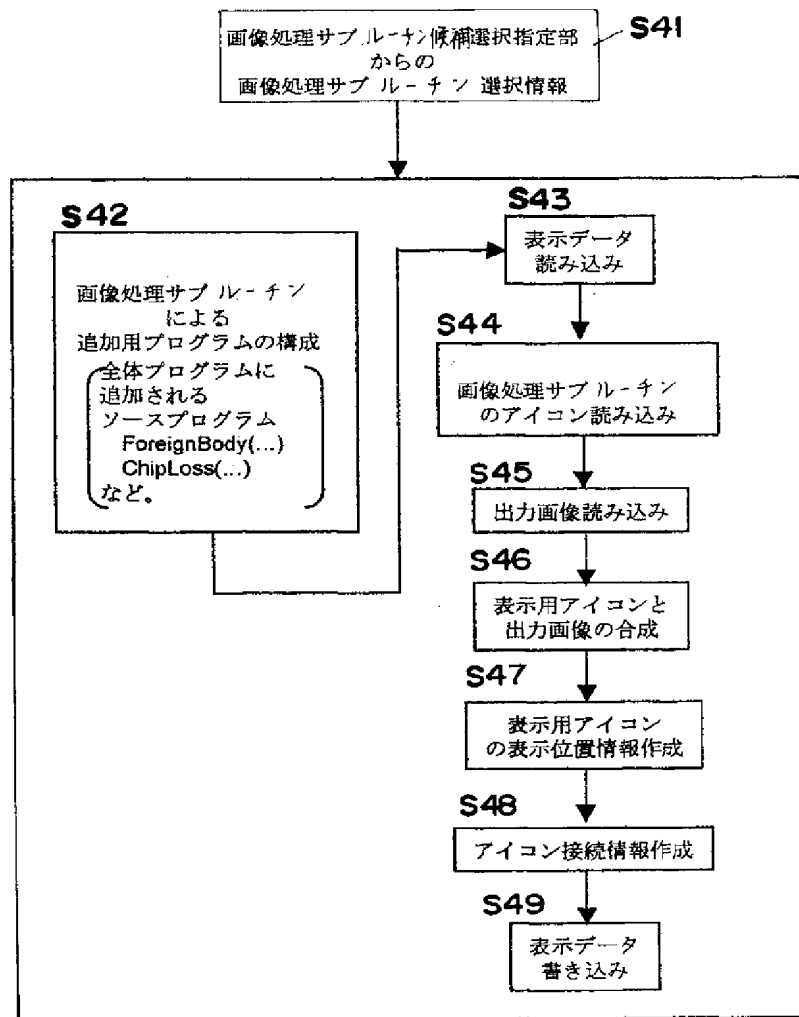 S41
画像処理サブルーチン候補選択指定部
からの
画像処理サブルーチン 選択情報
S42
画像処理サブルーチン
による
追加用プログラムの構成
全体プログラムに
追加される
ソースプログラム
ForeignBody(...)
ChipLoss(...)
など。
S43
表示データ
読み込み
S44
画像処理サブルーチン
のアイコン読み込み
S45
出力画像読み込み
S46
表示用アイコンと
出力画像の合成
S47
表示用アイコン
の表示位置情報作成
S48
アイコン接続情報作成
S49
表示データ
書き込み